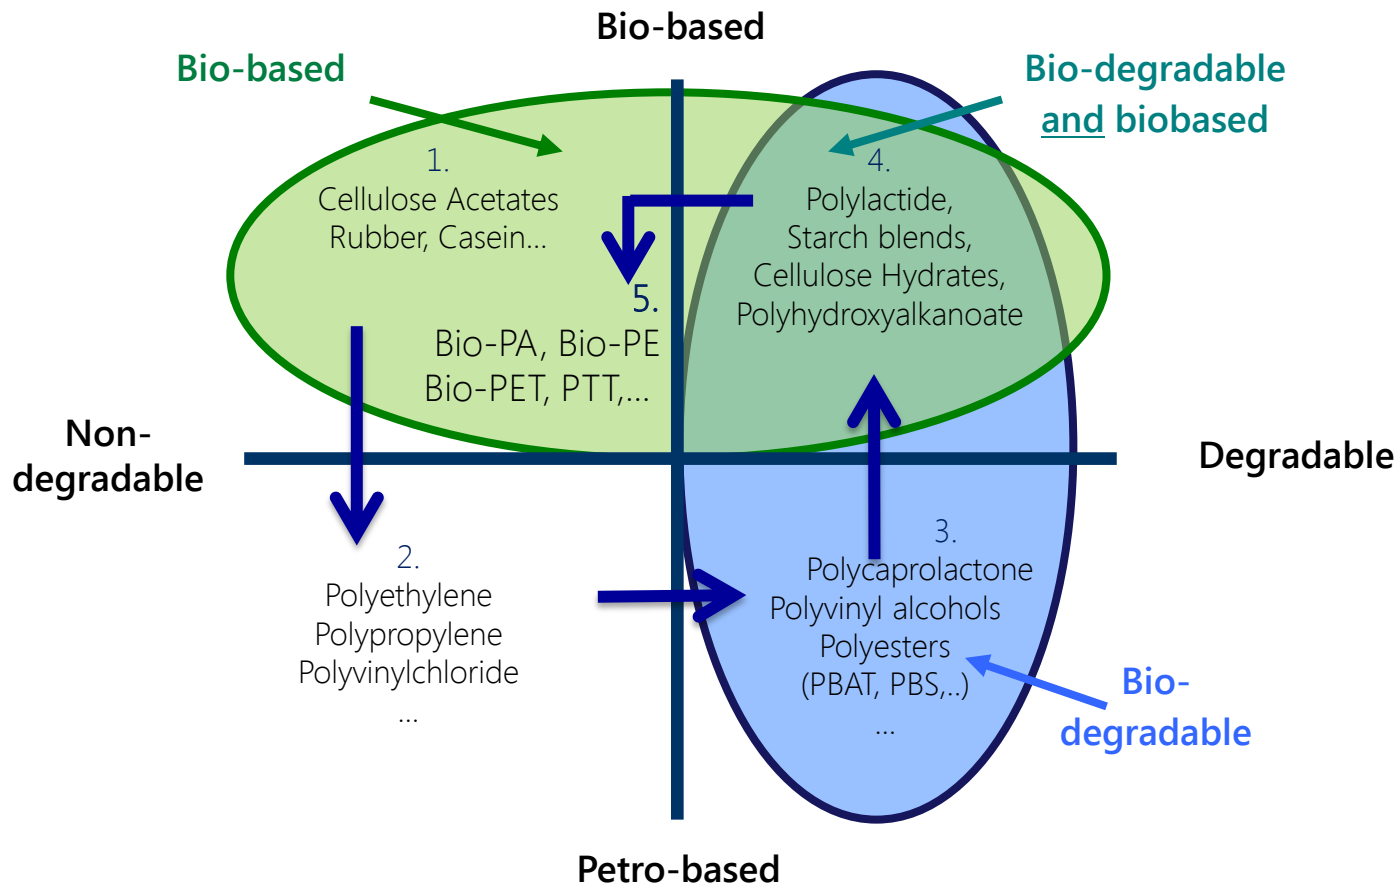 Bio-based
Bio-based
Bio-degradable
and biobased
1.
Cellulose Acetates
Rubber, Casein...
4.
Polylactide,
Starch blends,
Cellulose Hydrates,
Polyhydroxyalkanoate
5.
Bio-PA, Bio-PE
Bio-PET, PTT,...
Non-
degradable
Degradable
2.
Polyethylene
Polypropylene
Polyvinylchloride
...
3.
Polycaprolactone
Polyvinyl alcohols
Polyesters
(PBAT, PBS,..)
...
Bio-
degradable
Petro-based